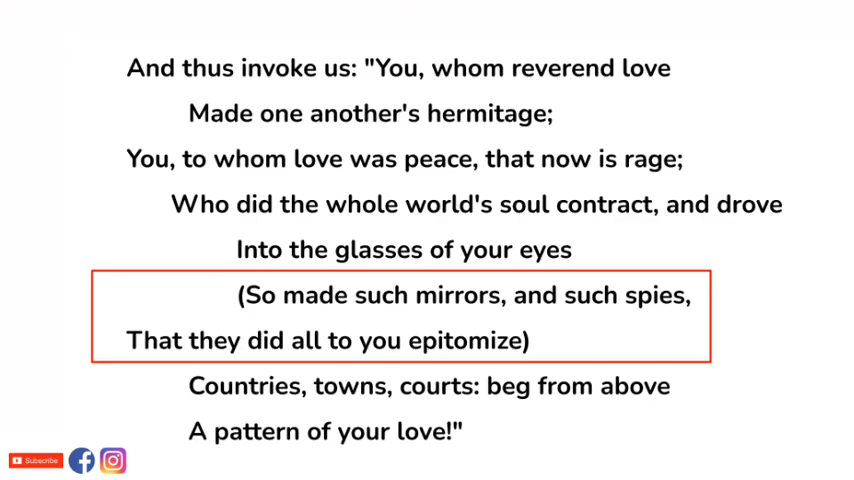 And thus invoke us: "You, whom reverend love
Made one another's hermitage;
You, to whom love was peace, that now is rage;
Who did the whole world's soul contract, and drove
Into the glasses of your eyes
(So made such mirrors, and such spies,
That they did all to you epitomize)
Countries, towns, courts: beg from above
A pattern of your love!"
Subscribe